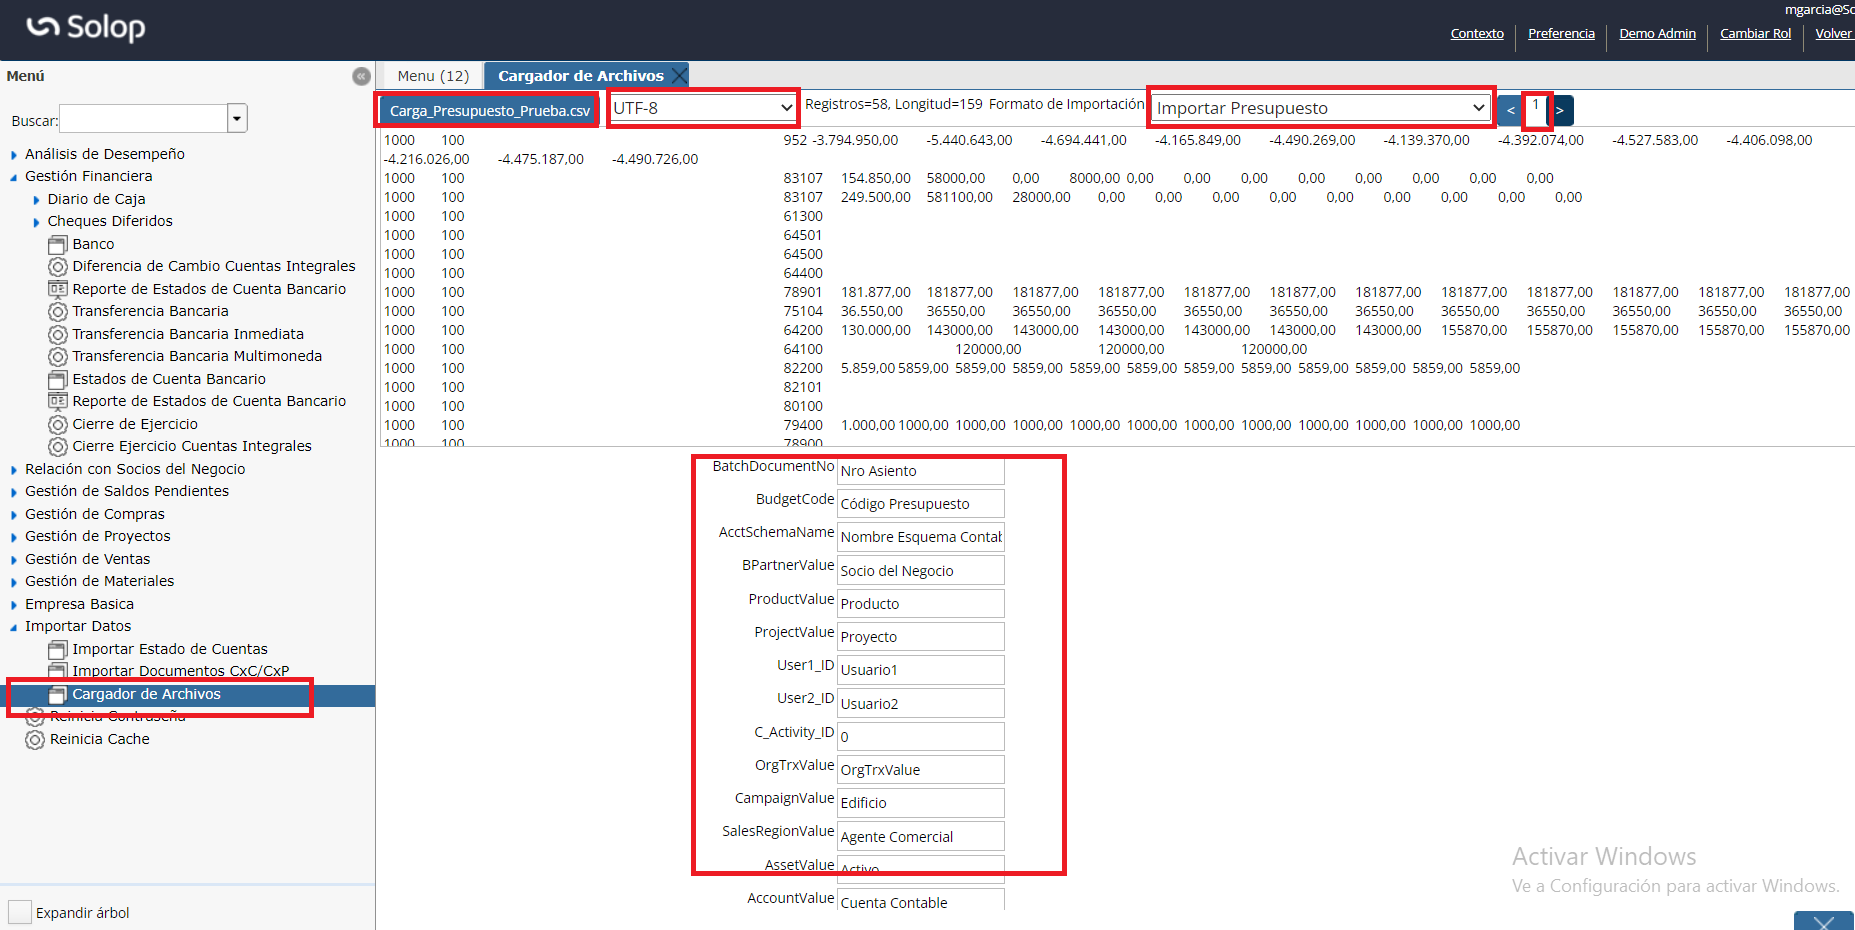 Solop
mgarcia@Sc
Contexto
Preferencia
Demo Admin
Cambiar Rol
Volver
Menú
Buscar:
Análisis de Desempeño
Gestión Financiera
Diario de Caja
Cheques Diferidos
Banco
Diferencia de Cambio Cuentas Integrales
Reporte de Estados de Cuenta Bancario
Transferencia Bancaria
Transferencia Bancaria Inmediata
Transferencia Bancaria Multimoneda
Estados de Cuenta Bancario
Reporte de Estados de Cuenta Bancario
Cierre de Ejercicio
Cierre Ejercicio Cuentas Integrales
Relación con Socios del Negocio
Gestión de Saldos Pendientes
Gestión de Compras
Gestión de Proyectos
Gestión de Ventas
Gestión de Materiales
Empresa Basica
Importar Datos
Importar Estado de Cuentas
Importar Documentos CxC/CxP
Cargador de Archivos
Reinicia Contraseña
Reinicia Cache
Expandir árbol
Menu (12)
Cargador de Archivos
Carga_Presupuesto_Prueba.csv
UTF-8
Registros=58, Longitud=159 Formato de Importación
Importar Presupuesto
< 1 >
1000 100 952 -3.794.950,00 -5.440.643,00 -4.694.441,00 -4.165.849,00 -4.490.269,00 -4.139.370,00 -4.392.074,00 -4.527.583,00 -4.406.098,00
-4.216.026,00 -4.475.187,00 -4.490.726,00
1000 100 83107 154.850,00 58000,00 0,00 8000,00 0,00 0,00 0,00 0,00 0,00 0,00 0,00 0,00
1000 100 83107 249.500,00 581100,00 28000,00 0,00 0,00 0,00 0,00 0,00 0,00 0,00 0,00 0,00
1000 100 61300
1000 100 64501
1000 100 64500
1000 100 64400
1000 100 78901 181.877,00 181877,00 181877,00 181877,00 181877,00 181877,00 181877,00 181877,00 181877,00 181877,00 181877,00 181877,00
1000 100 75104 36.550,00 36550,00 36550,00 36550,00 36550,00 36550,00 36550,00 36550,00 36550,00 36550,00 36550,00 36550,00
1000 100 64200 130.000,00 143000,00 143000,00 143000,00 143000,00 143000,00 143000,00 155870,00 155870,00 155870,00 155870,00 155870,00
1000 100 64100 120000,00 120000,00 120000,00
1000 100 82200 5.859,00 5859,00 5859,00 5859,00 5859,00 5859,00 5859,00 5859,00 5859,00 5859,00 5859,00 5859,00
1000 100 82101
1000 100 80100
1000 100 79400 1.000,00 1000,00 1000,00 1000,00 1000,00 1000,00 1000,00 1000,00 1000,00 1000,00 1000,00 1000,00
1000 100 78900
BatchDocumentNo Nro Asiento
BudgetCode Código Presupuesto
AcctSchemaName Nombre Esquema Contab
BPartnerValue Socio del Negocio
ProductValue Producto
ProjectValue Proyecto
User1_ID Usuario1
User2_ID Usuario2
C_Activity_ID 0
OrgTrxValue OrgTrxValue
CampaignValue Edificio
SalesRegionValue Agente Comercial
AssetValue Activo
AccountValue Cuenta Contable
Activar Windows
Ve a Configuración para activar Windows.